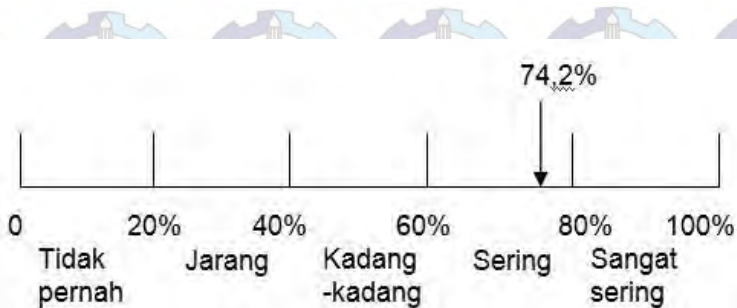 74,2%
0 20% 40% 60% 80% 100%
Tidak Jarang Kadang Sering Sangat
pernah -kadang sering